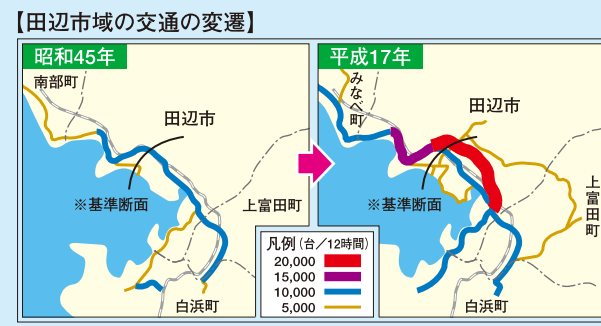 【田辺市域の交通の変遷】
昭和45年
南部町
田辺市
※基準断面
上富田町
白浜町
平成17年
みなべ町
田辺市
※基準断面
上富田町
白浜町
凡例(台/12時間)
20,000
15,000
10,000
5,000